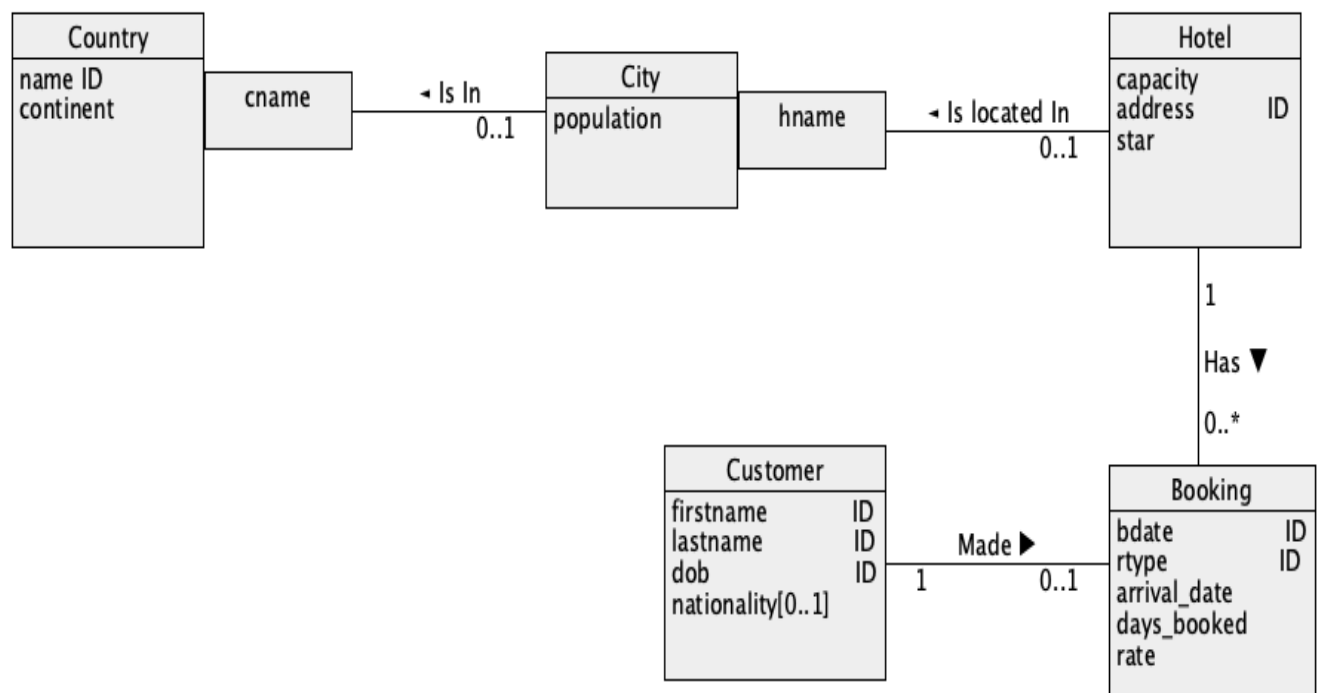 Country
name ID
continent
cname
◄ Is In
0..1
City
population
hname
◄ Is located In
0..1
Hotel
capacity
address ID
star
1
Has ▼
0..*
Customer
firstname ID
lastname ID
dob ID
nationality[0..1]
Made ►
1 0..1
Booking
bdate ID
rtype ID
arrival_date
days_booked
rate